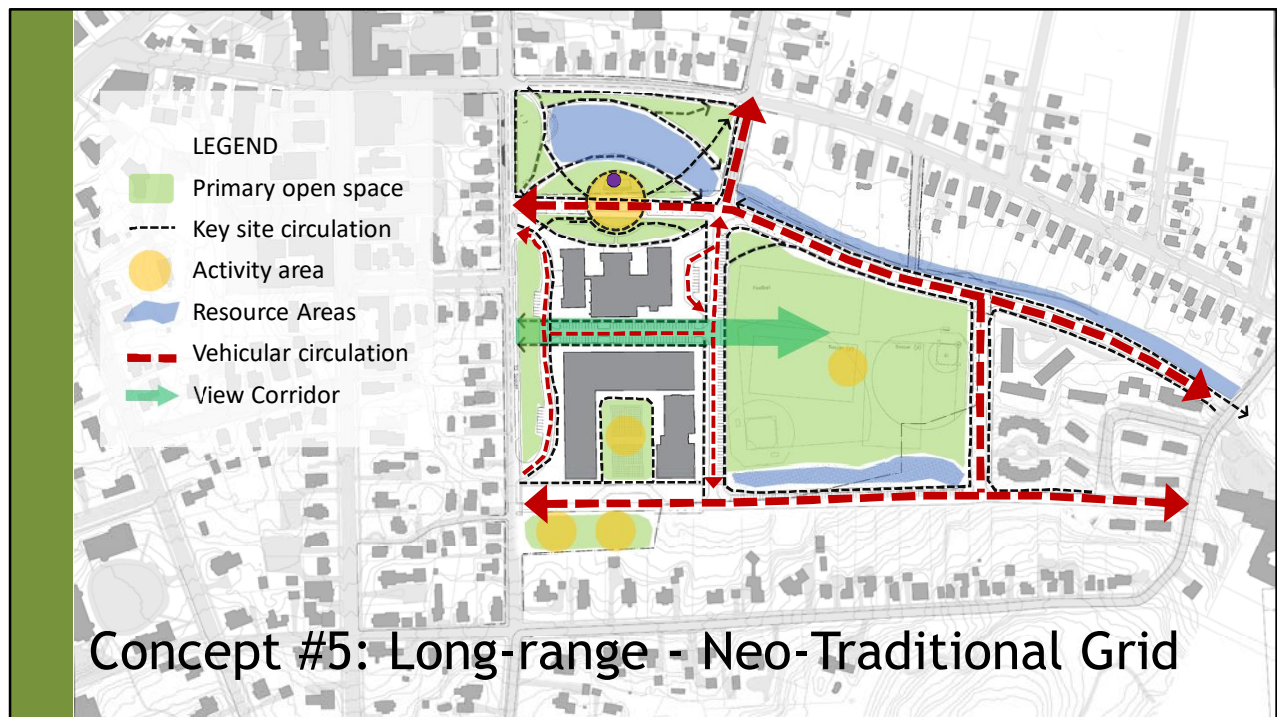 LEGEND
Primary open space
Key site circulation
Activity area
Resource Areas
Vehicular circulation
View Corridor
Concept #5: Long-range - Neo-Traditional Grid